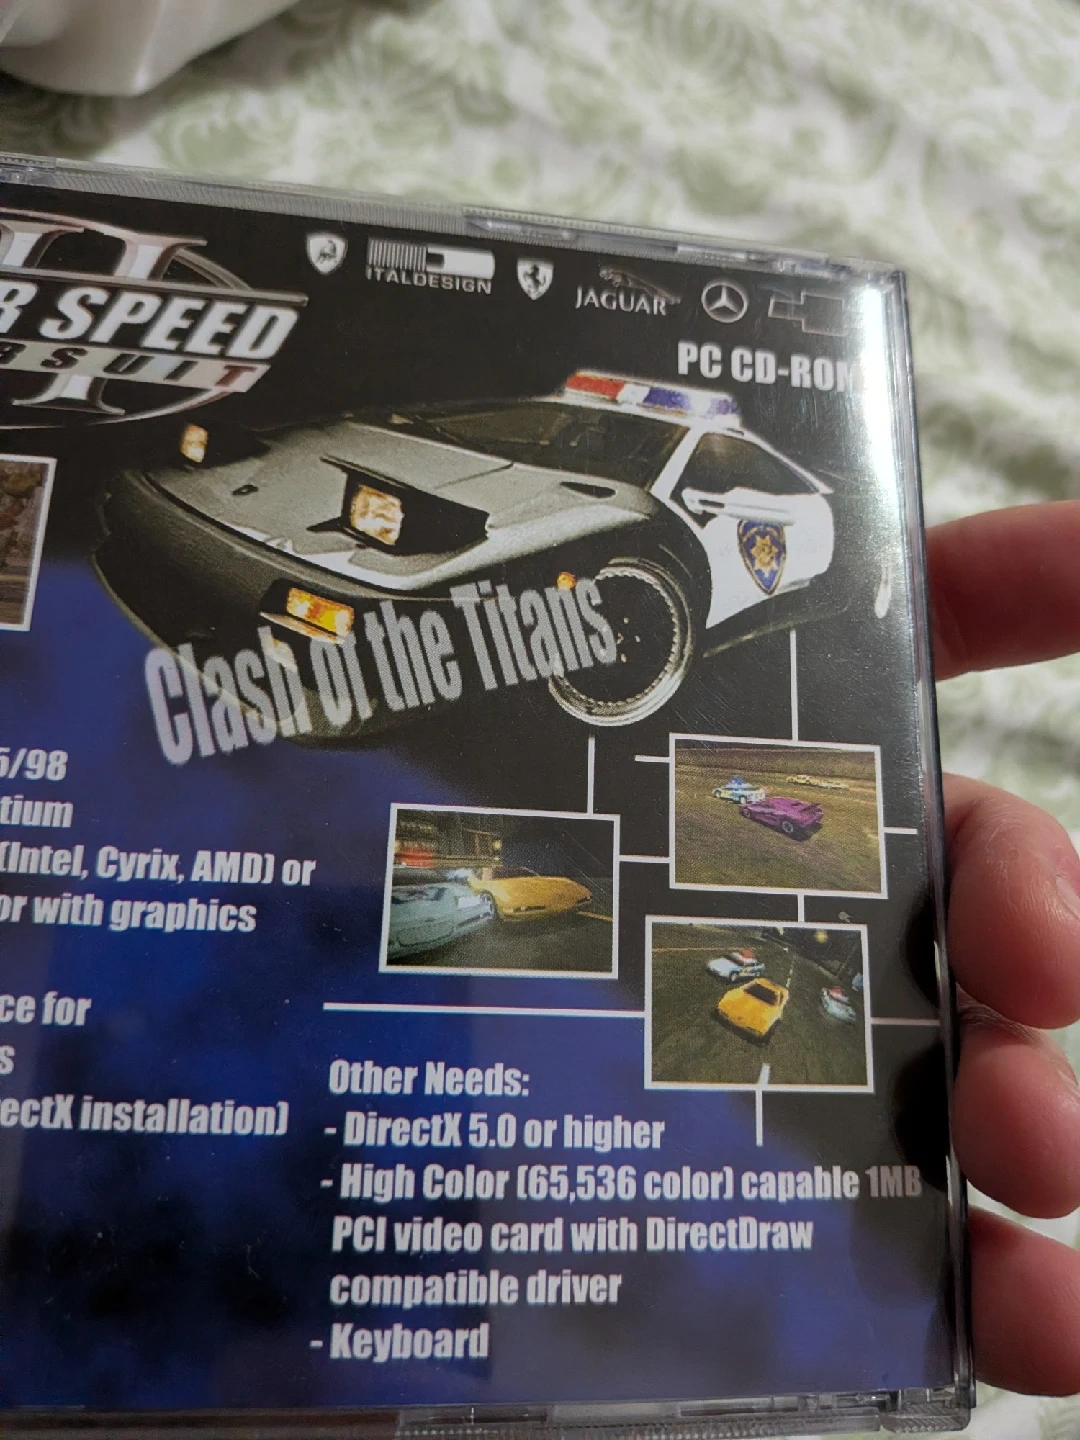 III
R SPEED
RSUIT
ITALDESIGN
JAGUAR
PC CD-ROM
Clash of the Titans
5/98
tium
(Intel, Cyrix, AMD) or
or with graphics
ce for
s
ectX installation)
Other Needs:
- DirectX 5.0 or higher
- High Color (65,536 color) capable 1MB
PCI video card with DirectDraw
compatible driver
- Keyboard